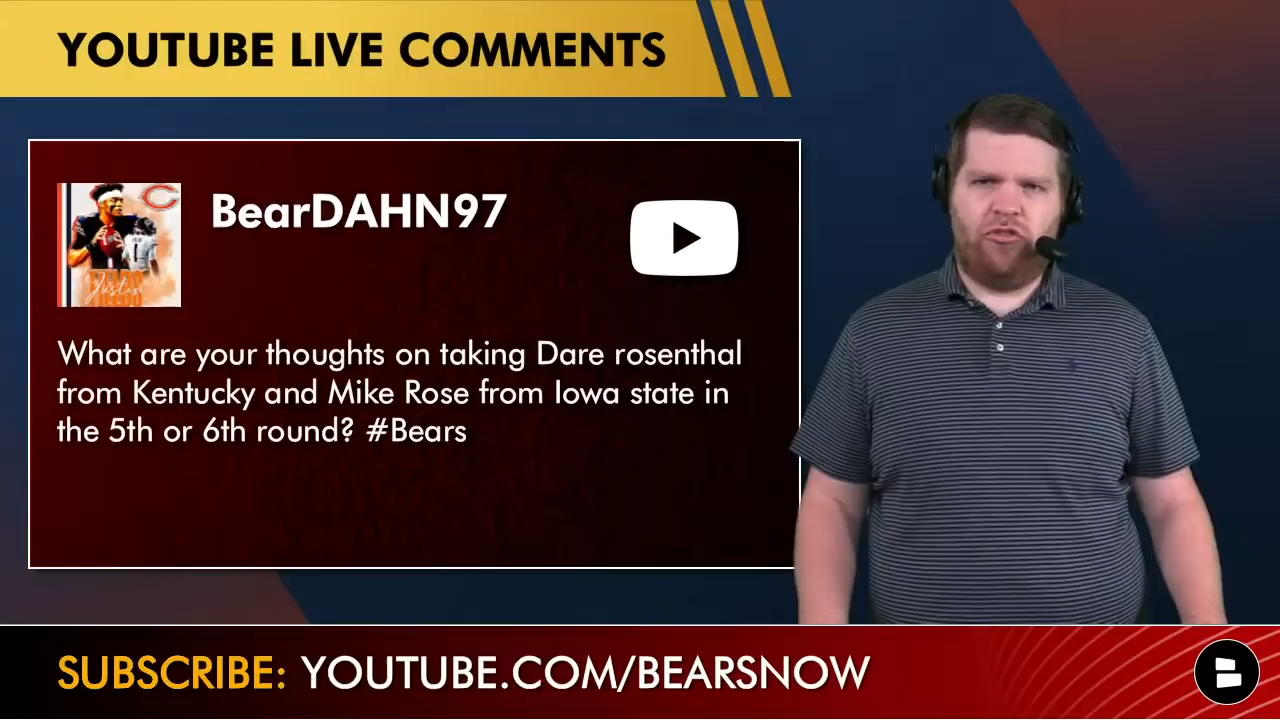 YOUTUBE LIVE COMMENTS
BearDAHN97
What are your thoughts on taking Dare rosenthal
from Kentucky and Mike Rose from Iowa state in
the 5th or 6th round? #Bears
SUBSCRIBE: YOUTUBE.COM/BEARSNOW